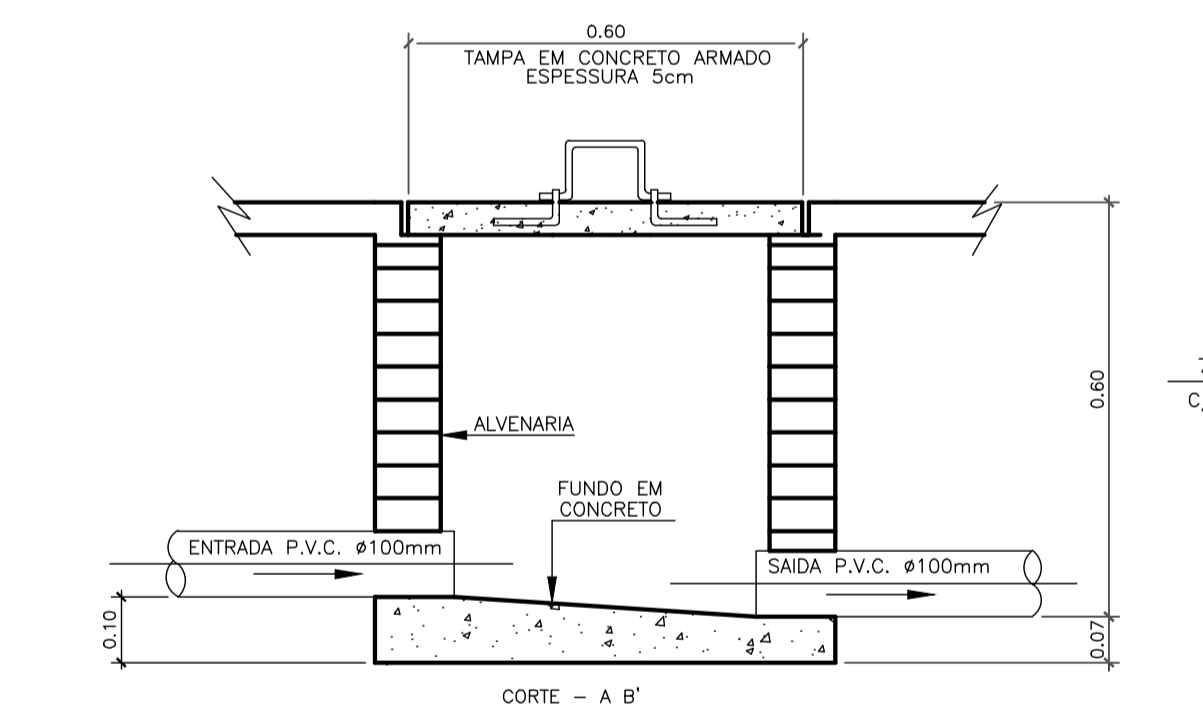 0.60
TAMPA EM CONCRETO ARMADO
ESPESSURA 5cm
0.60
ALVENARIA
FUNDO EM
CONCRETO
ENTRADA P.V.C. ø100mm
SAIDA P.V.C. ø100mm
0.10
0.07
CORTE – A B'